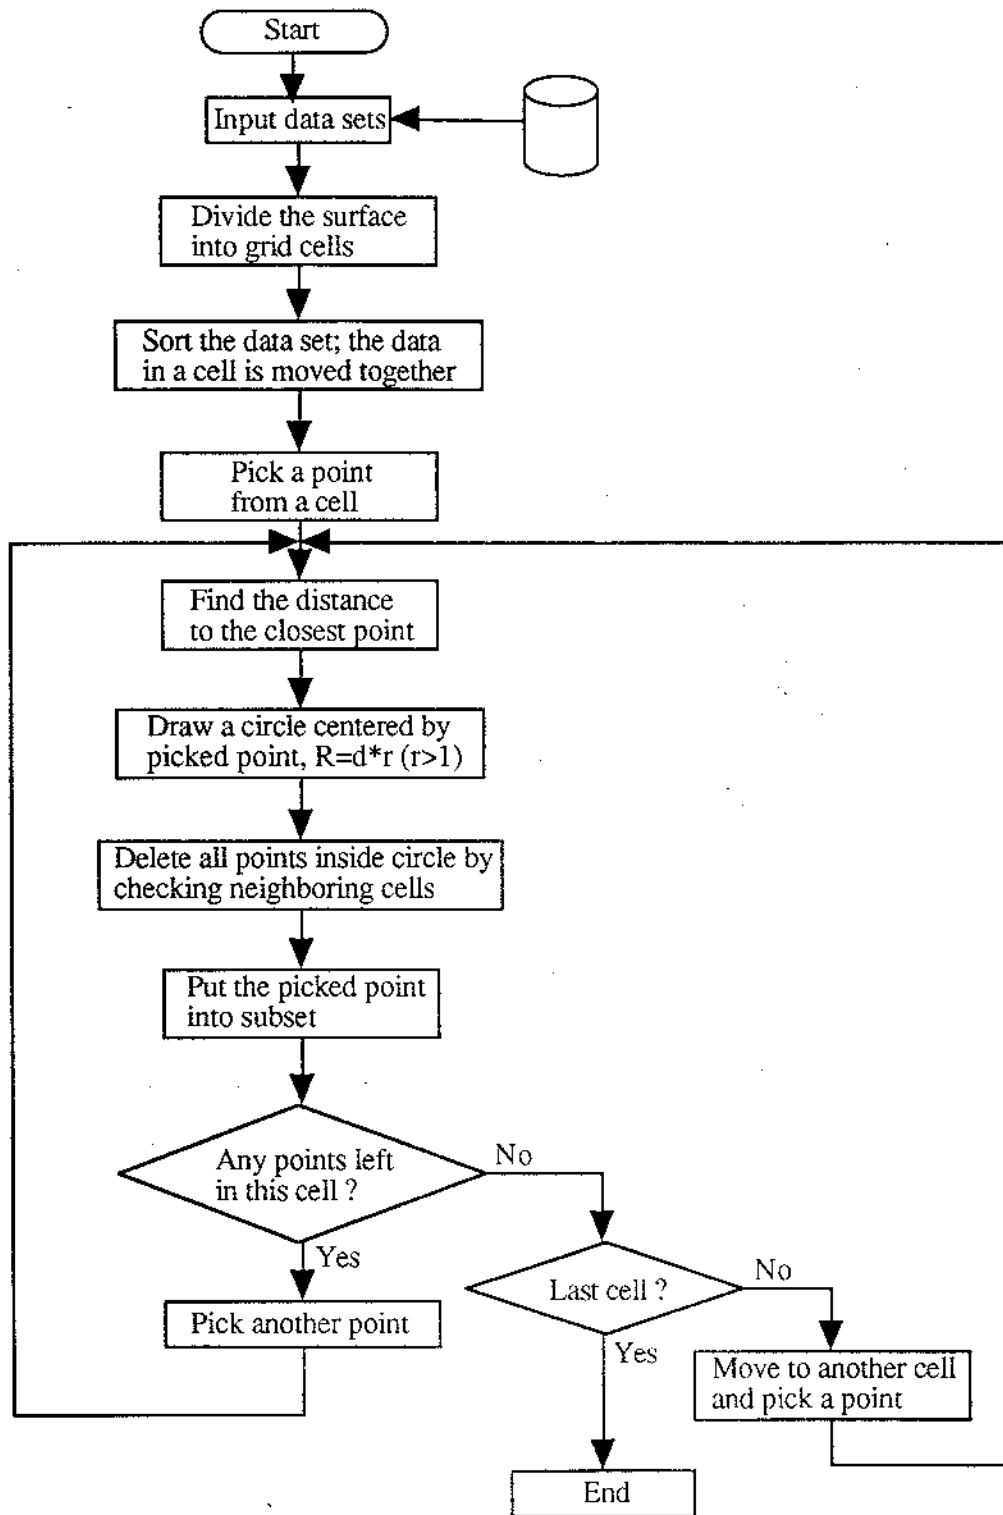 Start
Input data sets
Divide the surface
into grid cells
Sort the data set; the data
in a cell is moved together
Pick a point
from a cell
Find the distance
to the closest point
Draw a circle centered by
picked point, R=d*r (r>1)
Delete all points inside circle by
checking neighboring cells
Put the picked point
into subset
Any points left
in this cell ?
No
Yes
Last cell ?
No
Pick another point
Yes
Move to another cell
and pick a point
End